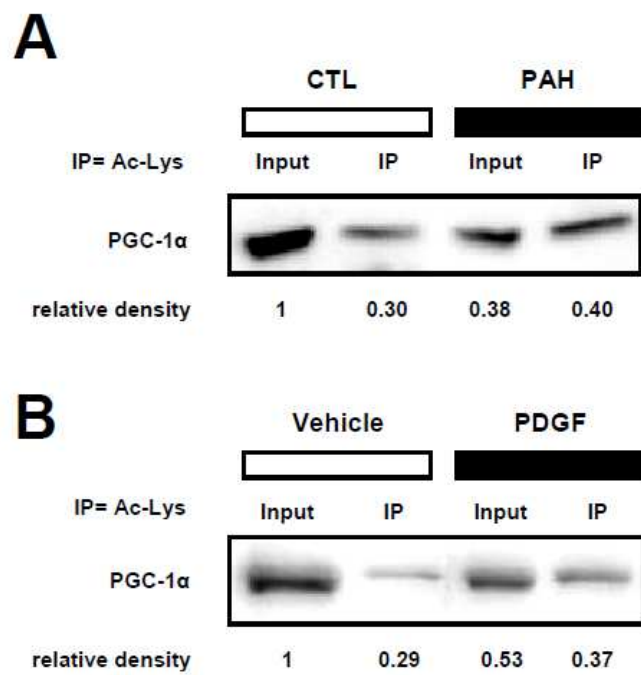 A
CTL PAH
IP= Ac-Lys Input IP Input IP
PGC-1α
relative density 1 0.30 0.38 0.40
B
Vehicle PDGF
IP= Ac-Lys Input IP Input IP
PGC-1α
relative density 1 0.29 0.53 0.37